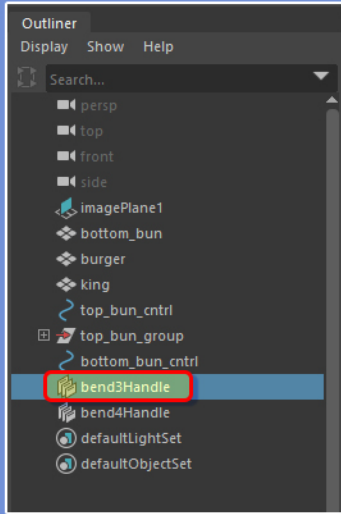 Outliner
Display Show Help
Search...
persp
top
front
side
imagePlane1
bottom_bun
burger
king
top_bun_cntrl
top_bun_group
bottom_bun_cntrl
bend3Handle
bend4Handle
defaultLightSet
defaultObjectSet